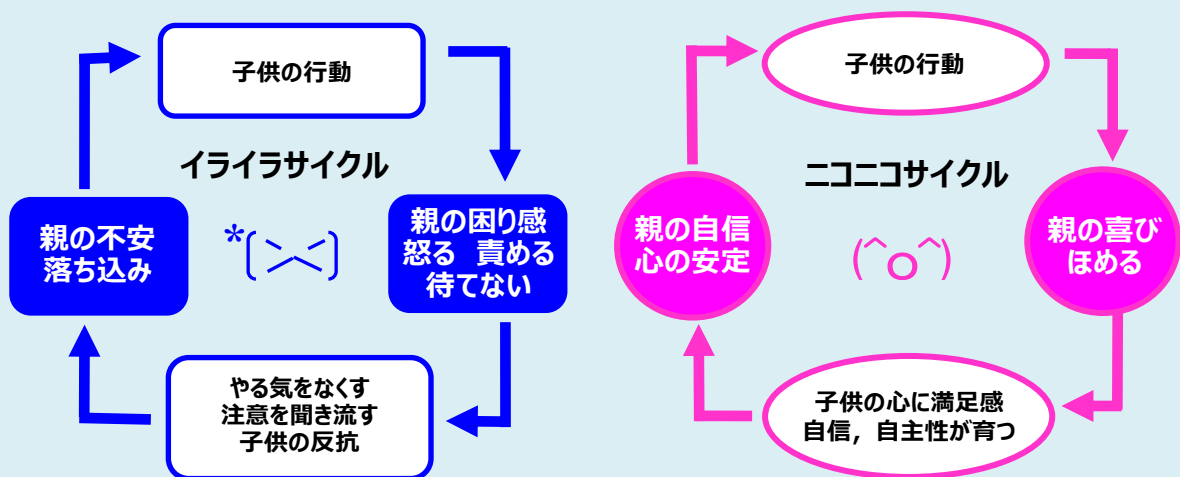 子供の行動
イライラサイクル
親の困り感
怒る 責める
待てない
やる気をなくす
注意を聞き流す
子供の反抗
親の不安
落ち込み
*(><)
子供の行動
ニコニコサイクル
親の喜び
ほめる
子供の心に満足感
自信，自主性が育つ
親の自信
心の安定
(^o^)